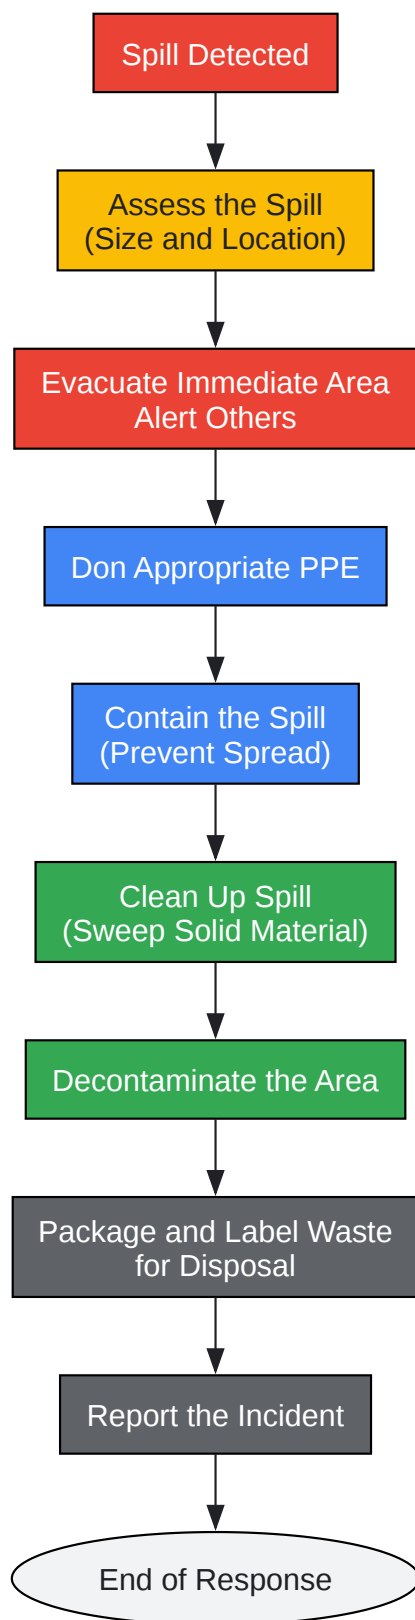 Spill Detected
Assess the Spill
(Size and Location)
Evacuate Immediate Area
Alert Others
Don Appropriate PPE
Contain the Spill
(Prevent Spread)
Clean Up Spill
(Sweep Solid Material)
Decontaminate the Area
Package and Label Waste
for Disposal
Report the Incident
End of Response